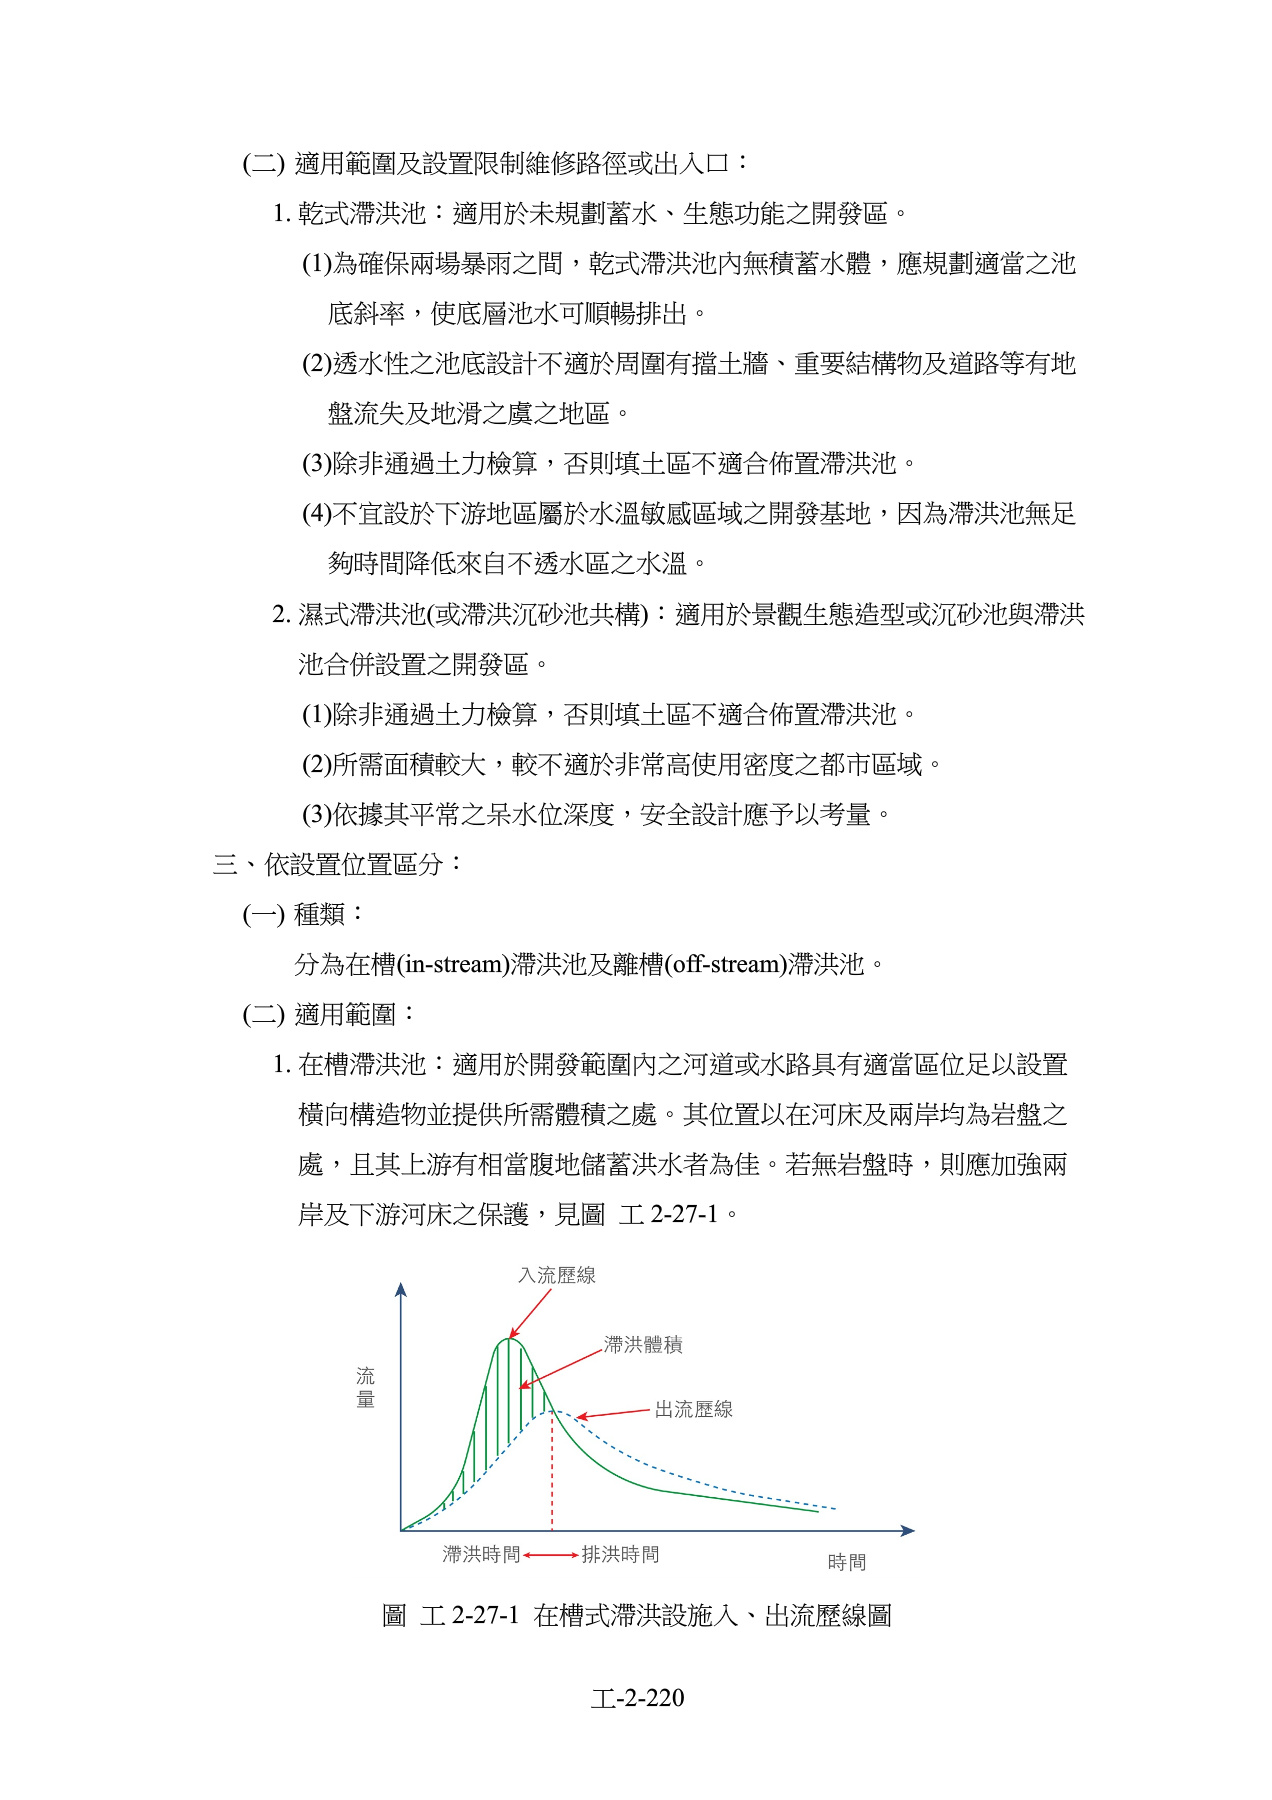 (二) 適用範圍及設置限制維修路徑或出入口：
1. 乾式滯洪池：適用於未規劃蓄水、生態功能之開發區。
(1)為確保兩場暴雨之間，乾式滯洪池內無積蓄水體，應規劃適當之池
底斜率，使底層池水可順暢排出。
(2)透水性之池底設計不適於周圍有擋土牆、重要結構物及道路等有地
盤流失及地滑之虞之地區。
(3)除非通過土力檢算，否則填土區不適合佈置滯洪池。
(4)不宜設於下游地區屬於水溫敏感區域之開發基地，因為滯洪池無足
夠時間降低來自不透水區之水溫。
2. 濕式滯洪池(或滯洪沉砂池共構)：適用於景觀生態造型或沉砂池與滯洪
池合併設置之開發區。
(1)除非通過土力檢算，否則填土區不適合佈置滯洪池。
(2)所需面積較大，較不適於非常高使用密度之都市區域。
(3)依據其平常之呆水位深度，安全設計應予以考量。
三、依設置位置區分：
(一) 種類：
分為在槽(in-stream)滯洪池及離槽(off-stream)滯洪池。
(二) 適用範圍：
1. 在槽滯洪池：適用於開發範圍內之河道或水路具有適當區位足以設置
橫向構造物並提供所需體積之處。其位置以在河床及兩岸均為岩盤之
處，且其上游有相當腹地儲蓄洪水者為佳。若無岩盤時，則應加強兩
岸及下游河床之保護，見圖 工 2-27-1。
入流歷線
滯洪體積
流量
出流歷線
滯洪時間
排洪時間
時間
圖 工 2-27-1 在槽式滯洪設施入、出流歷線圖
工-2-220